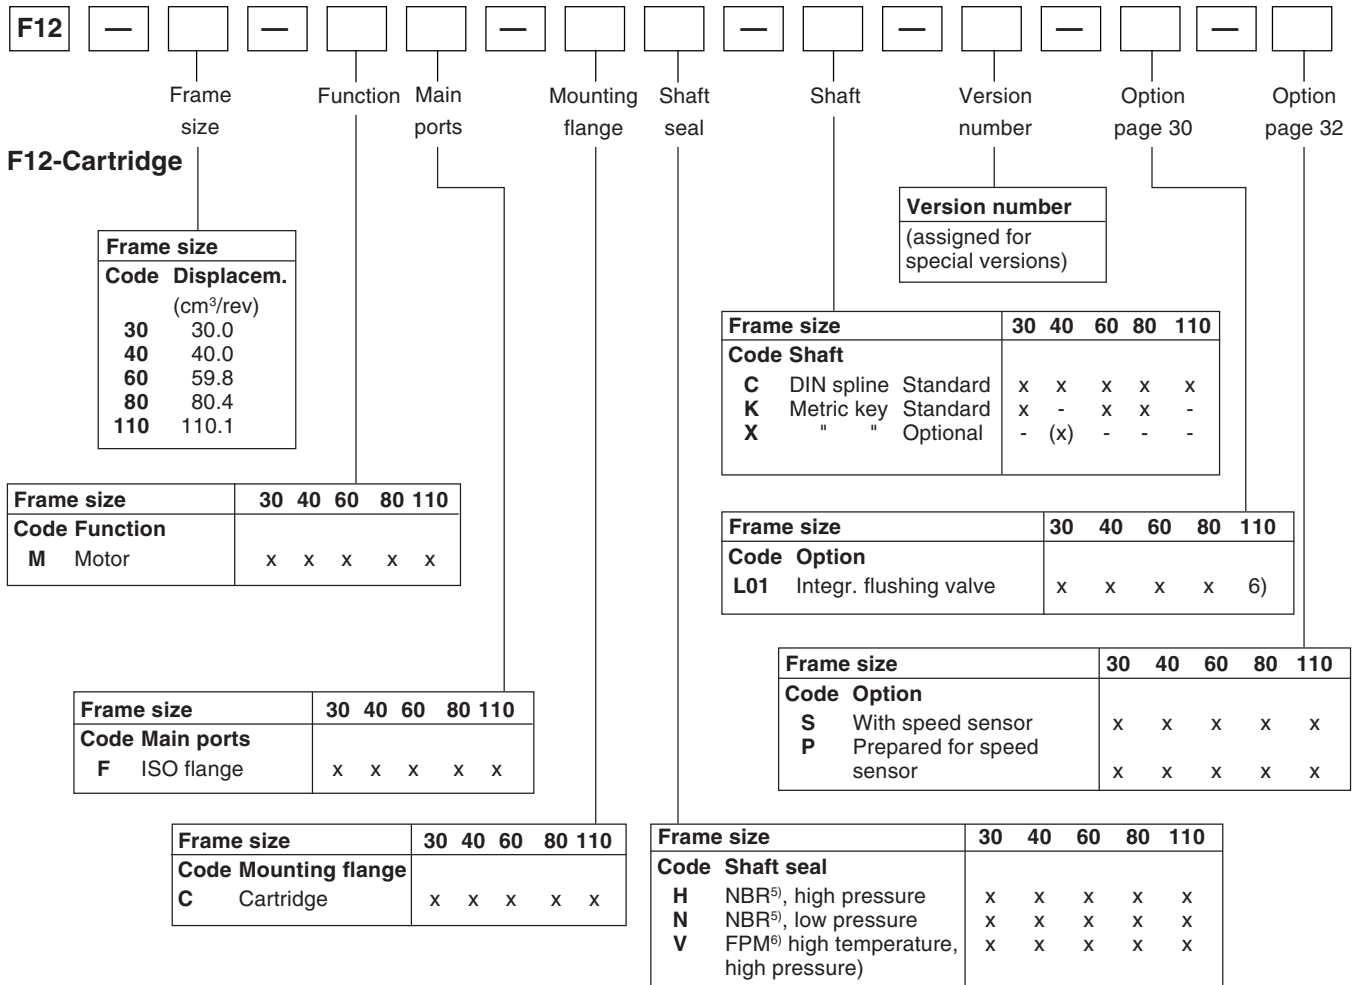 F12 — — — — — — —
Frame size
Function
Main ports
Mounting flange
Shaft seal
Shaft
Version number
Option page 30
Option page 32
F12-Cartridge
Version number
(assigned for
special versions)
Frame size
Code Displacem.
(cm³/rev)
30 30.0
40 40.0
60 59.8
80 80.4
110 110.1
Frame size 30 40 60 80 110
Code Shaft
C DIN spline Standard x x x x x
K Metric key Standard x - x x -
X " " Optional - (x) - - -
Frame size 30 40 60 80 110
Code Function
M Motor x x x x x
Frame size 30 40 60 80 110
Code Option
L01 Integr. flushing valve x x x x 6)
Frame size 30 40 60 80 110
Code Option
S With speed sensor x x x x x
P Prepared for speed
sensor x x x x x
Frame size 30 40 60 80 110
Code Main ports
F ISO flange x x x x x
Frame size 30 40 60 80 110
Code Mounting flange
C Cartridge x x x x x
Frame size 30 40 60 80 110
Code Shaft seal
H NBR⁵⁾, high pressure x x x x x
N NBR⁵⁾, low pressure x x x x x
V FPM⁶⁾ high temperature, x x x x x
high pressure)